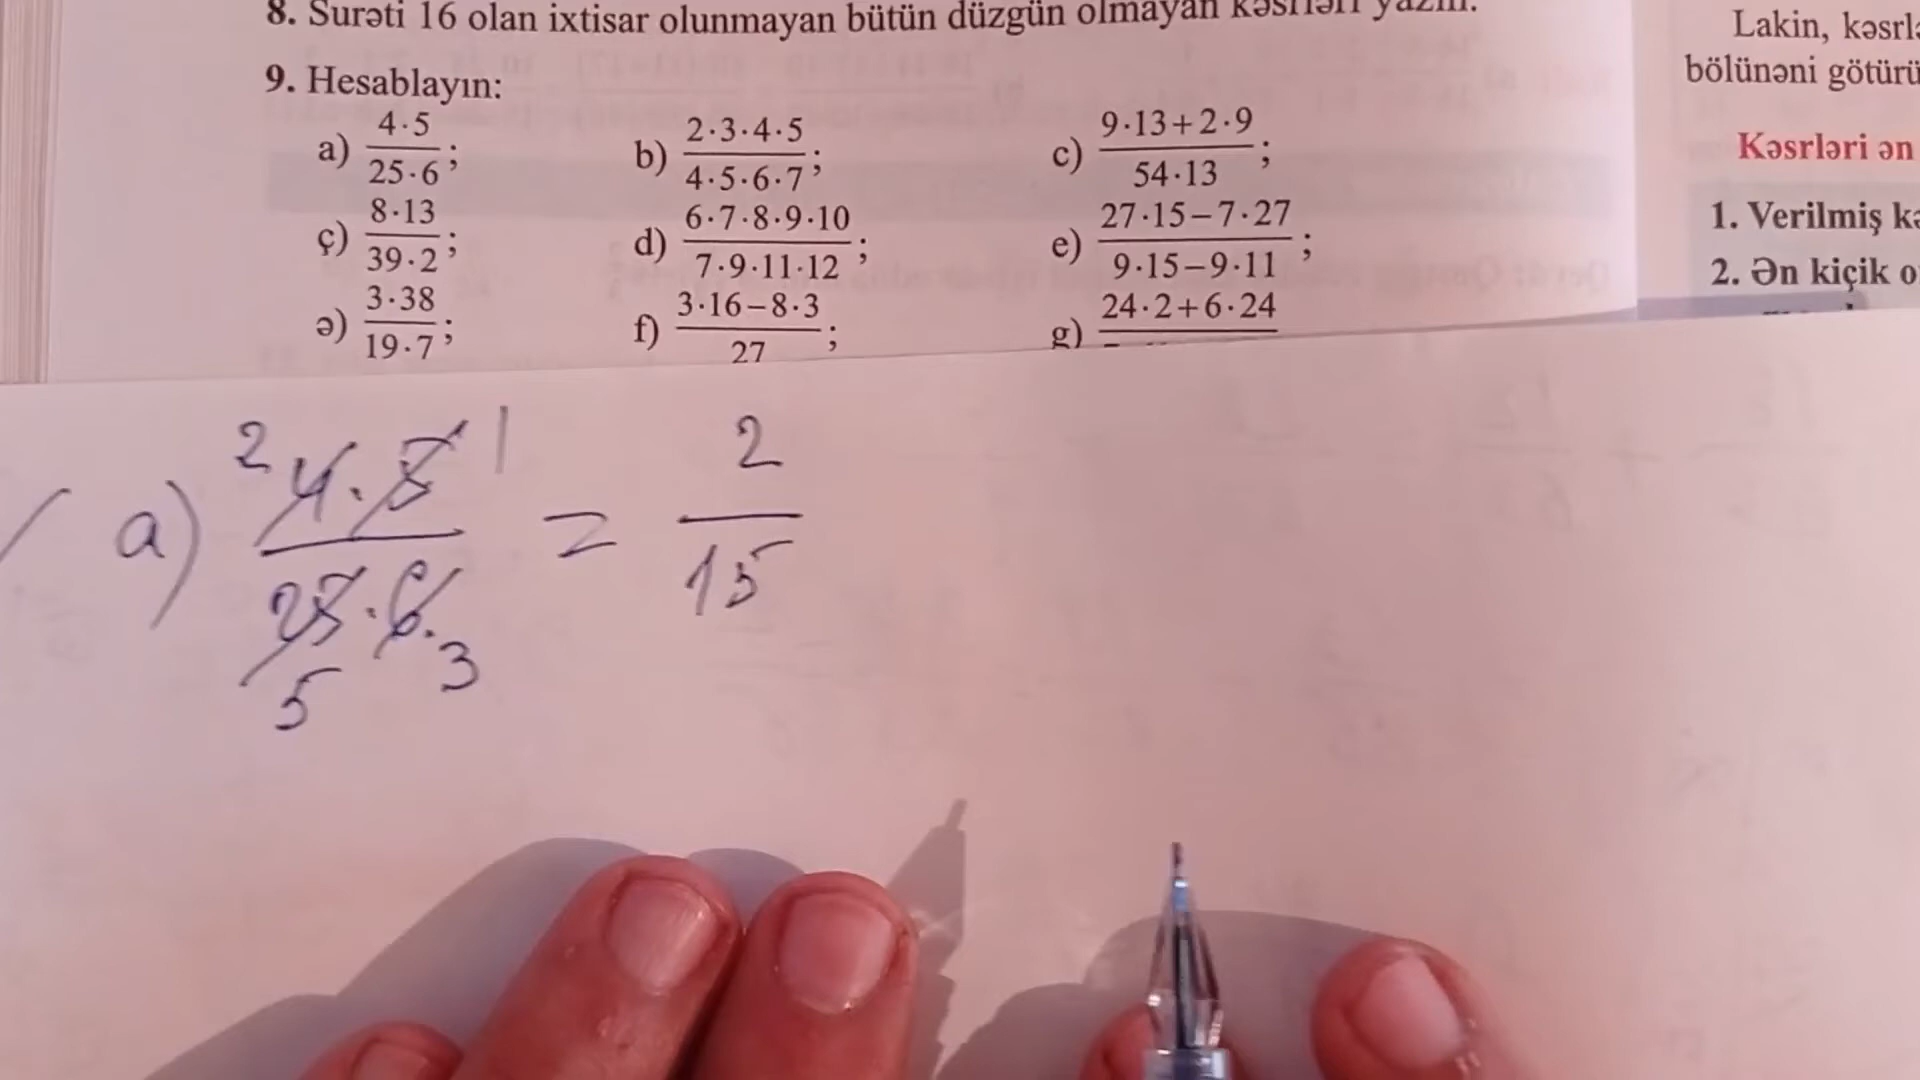 8. Surəti 16 olan ixtisar olunmayan bütün düzgün olmayan kəsrləri yazın.
9. Hesablayın:
a) 4·5 / 25·6 ; b) 2·3·4·5 / 4·5·6·7 ; c) 9·13+2·9 / 54·13 ;
ç) 8·13 / 39·2 ; d) 6·7·8·9·10 / 7·9·11·12 ; e) 27·15−7·27 / 9·15−9·11 ;
ə) 3·38 / 19·7 ; f) 3·16−8·3 / 27 ; g) 24·2+6·24
Lakin,
bölünəni
Kəsrləri ən
1. Verilmiş
2. Ən kiçik
2 1
a) 4·5 / 25·6 = 2 / 15
5 3